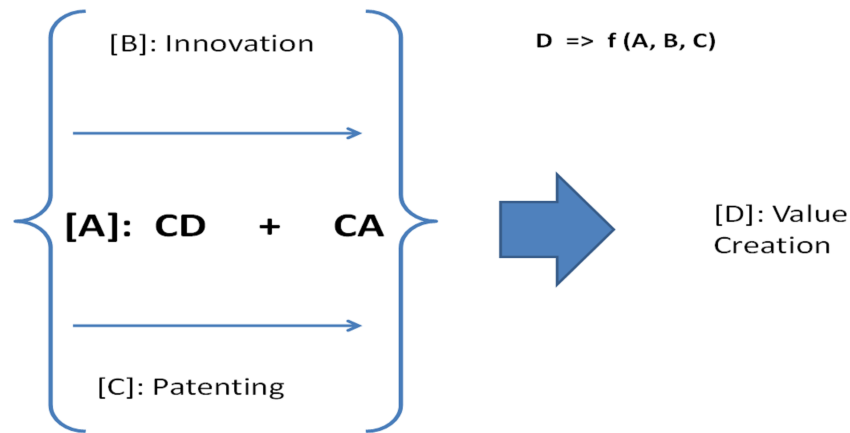 [B]: Innovation
D => f (A, B, C)
[A]: CD + CA
[D]: Value
Creation
[C]: Patenting